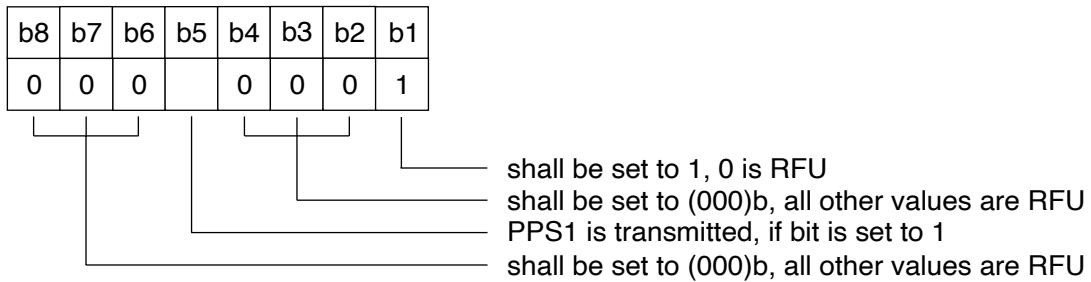 b8 b7 b6 b5 b4 b3 b2 b1
0 0 0 0 0 0 1
shall be set to 1, 0 is RFU
shall be set to (000)b, all other values are RFU
PPS1 is transmitted, if bit is set to 1
shall be set to (000)b, all other values are RFU